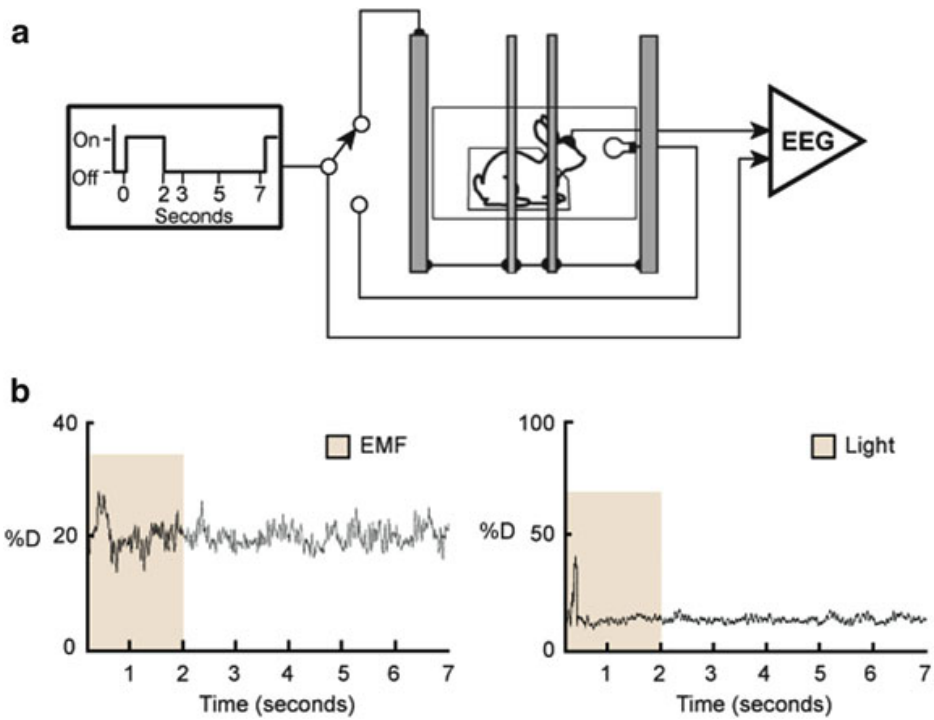 a
On
Off
0 2 3 5 7
Seconds
EEG
b
40
20
0
%D
EMF
1 2 3 4 5 6 7
Time (seconds)
100
50
0
%D
Light
1 2 3 4 5 6 7
Time (seconds)